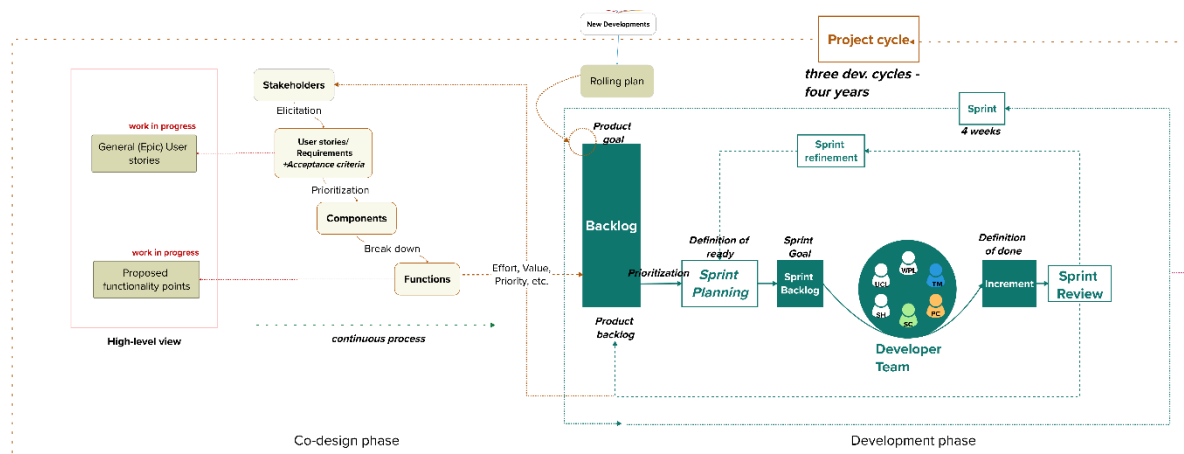 New Developments
Project cycle
three dev. cycles -
four years
Rolling plan
Stakeholders
Elicitation
work in progress
General (Epic) User
stories
User stories/
Requirements
+Acceptance criteria
Prioritization
Components
Break down
work in progress
Proposed
functionality points
Functions
Effort, Value,
Priority, etc.
High-level view
continuous process
Co-design phase
Sprint
4 weeks
Product
goal
Sprint
refinement
Backlog
Prioritization
Definition of
ready
Sprint
Planning
Sprint
Goal
Sprint
Backlog
UCL
WPL
TM
SH
SC
PC
Developer
Team
Definition
of done
Increment
Sprint
Review
Product
backlog
Development phase